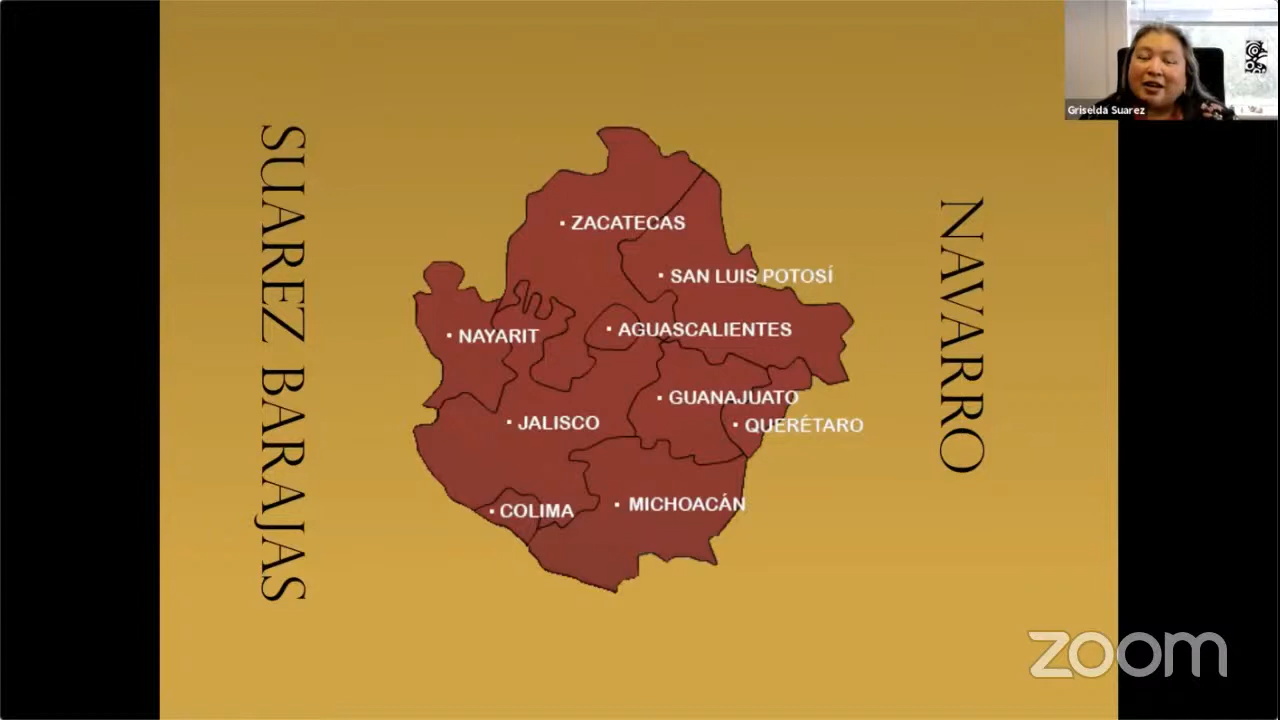 Griselda Suarez
SUAREZ BARAJAS
NAVARRO
ZACATECAS
SAN LUIS POTOSÍ
AGUASCALIENTES
NAYARIT
GUANAJUATO
JALISCO
QUERÉTARO
MICHOACÁN
COLIMA
zoom